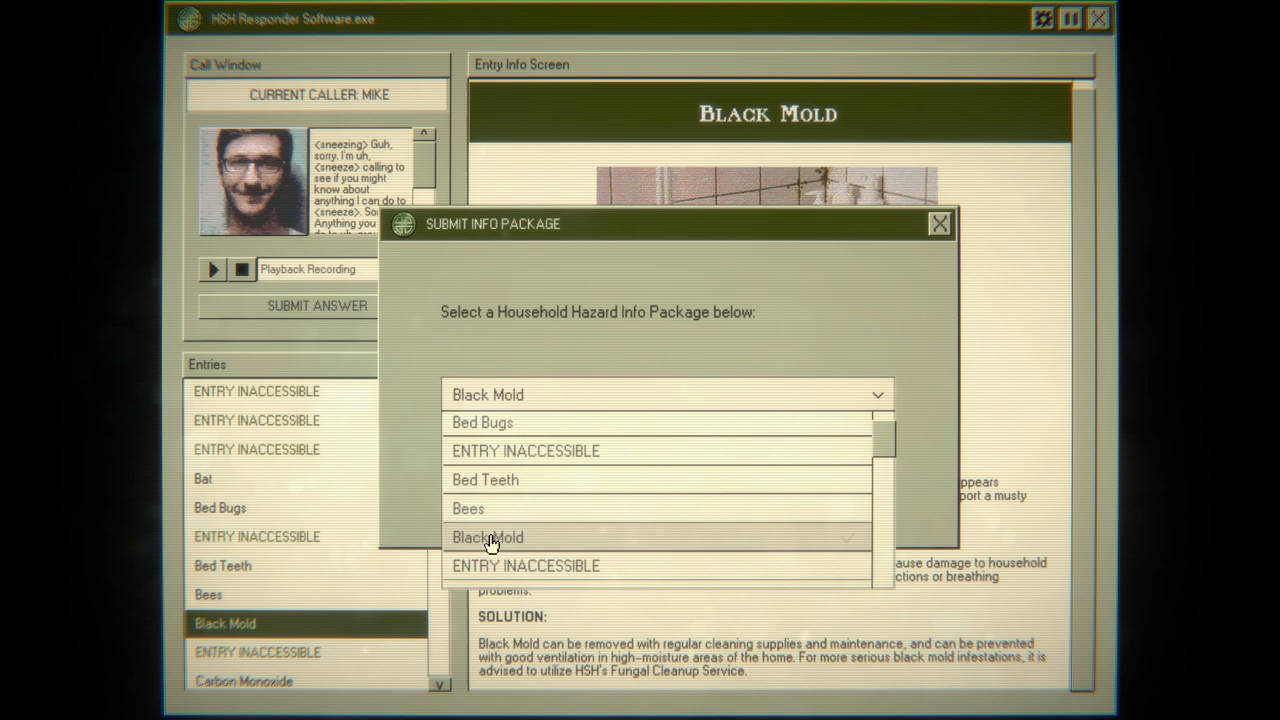 HSH Responder Software.exe
Call Window
CURRENT CALLER: MIKE
<sneezing> Guh,
sorry. I'm uh,
<sneeze> calling to
see if you might
know about
anything I can do to
<sneeze>. So
Anything you
Playback Recording
SUBMIT ANSWER
Entries
ENTRY INACCESSIBLE
ENTRY INACCESSIBLE
ENTRY INACCESSIBLE
Bat
Bed Bugs
ENTRY INACCESSIBLE
Bed Teeth
Bees
Black Mold
ENTRY INACCESSIBLE
Carbon Monoxide
Entry Info Screen
BLACK MOLD
SUBMIT INFO PACKAGE
Select a Household Hazard Info Package below:
Black Mold
Bed Bugs
ENTRY INACCESSIBLE
Bed Teeth
Bees
Black Mold
ENTRY INACCESSIBLE
ppears
port a musty
ause damage to household
ctions or breathing
problems.
SOLUTION:
Black Mold can be removed with regular cleaning supplies and maintenance, and can be prevented
with good ventilation in high-moisture areas of the home. For more serious black mold infestations, it is
advised to utilize HSH's Fungal Cleanup Service.